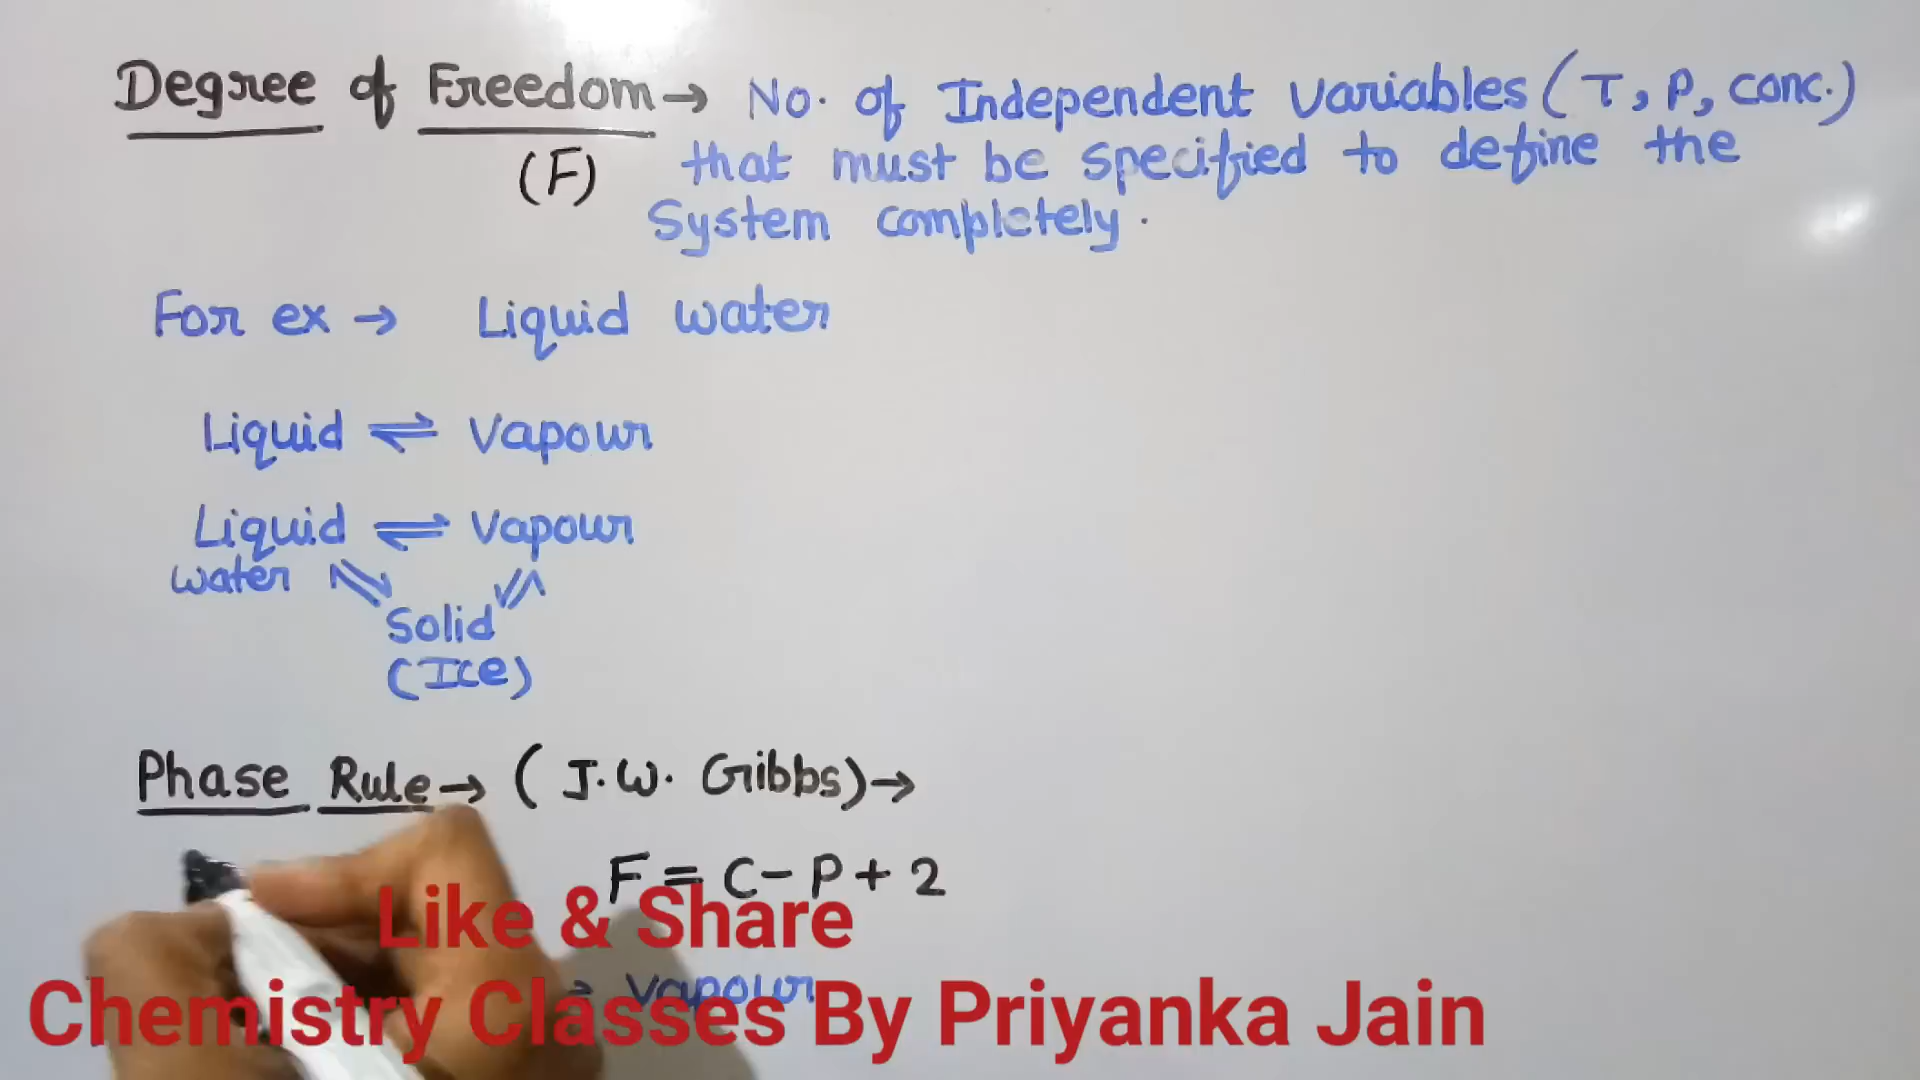 Degree of Freedom → No. of Independent variables (T, P, conc.)
(F) that must be specified to define the
System completely.
For ex → Liquid water
Liquid ⇌ Vapour
Liquid ⇌ Vapour
water
Solid
(Ice)
Phase Rule → (J.W. Gibbs) →
F = C - P + 2
Like & Share
Vapour
Chemistry Classes By Priyanka Jain